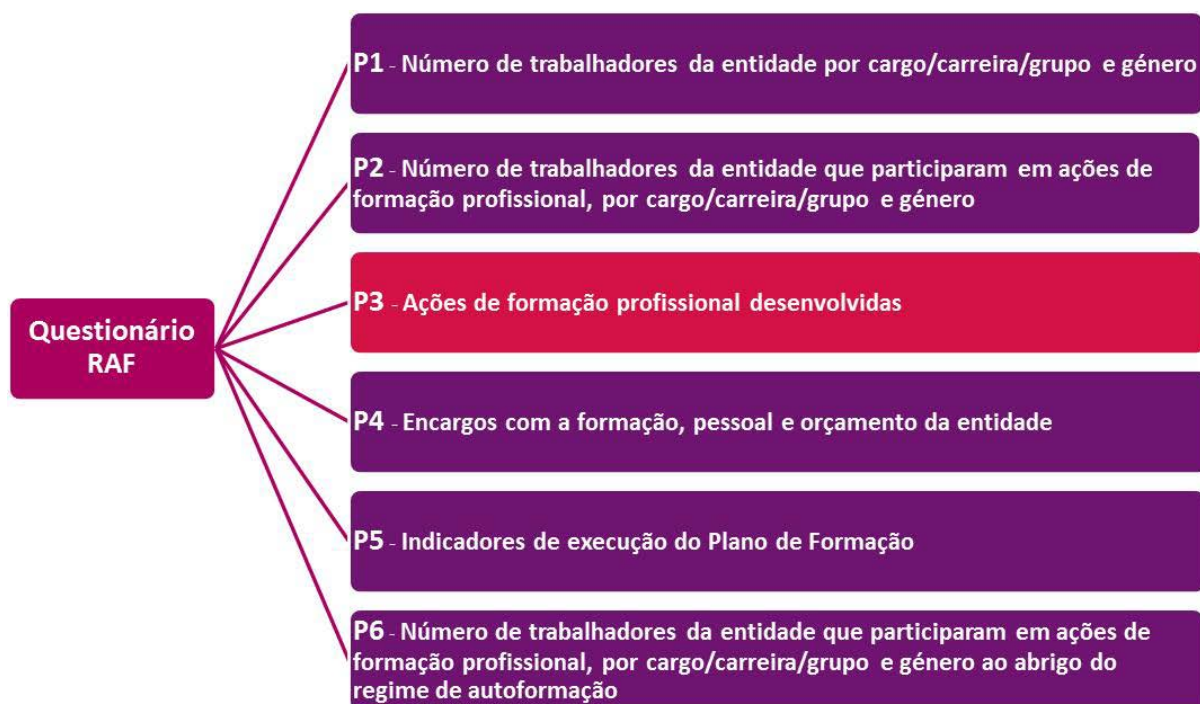 P1 - Número de trabalhadores da entidade por cargo/carreira/grupo e género
P2 - Número de trabalhadores da entidade que participaram em ações de
formação profissional, por cargo/carreira/grupo e género
P3 - Ações de formação profissional desenvolvidas
Questionário
RAF
P4 - Encargos com a formação, pessoal e orçamento da entidade
P5 - Indicadores de execução do Plano de Formação
P6 - Número de trabalhadores da entidade que participaram em ações de
formação profissional, por cargo/carreira/grupo e género ao abrigo do
regime de autoformação